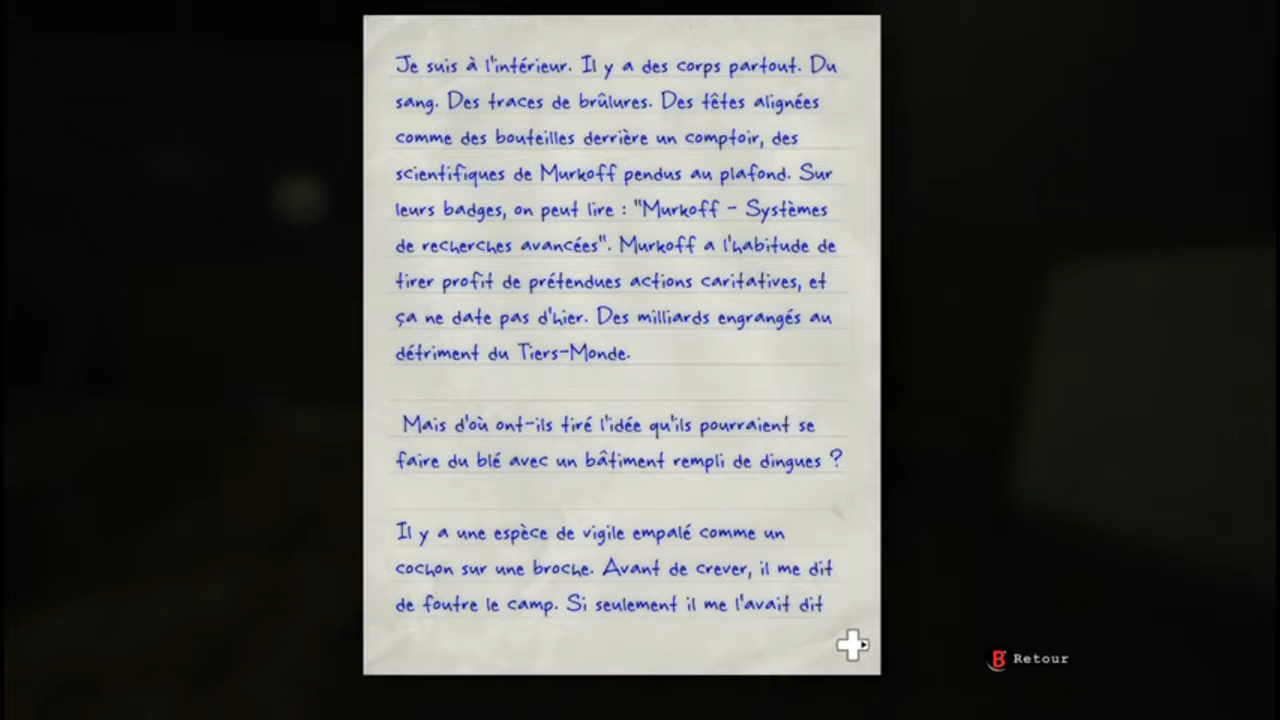 Je suis à l'intérieur. Il y a des corps partout. Du
sang. Des traces de brûlures. Des têtes alignées
comme des bouteilles derrière un comptoir, des
scientifiques de Murkoff pendus au plafond. Sur
leurs badges, on peut lire : "Murkoff - Systèmes
de recherches avancées". Murkoff a l'habitude de
tirer profit de prétendues actions caritatives, et
ça ne date pas d'hier. Des milliards engrangés au
détriment du Tiers-Monde.
Mais d'où ont-ils tiré l'idée qu'ils pourraient se
faire du blé avec un bâtiment rempli de dingues ?
Il y a une espèce de vigile empalé comme un
cochon sur une broche. Avant de crever, il me dit
de foutre le camp. Si seulement il me l'avait dit
B Retour